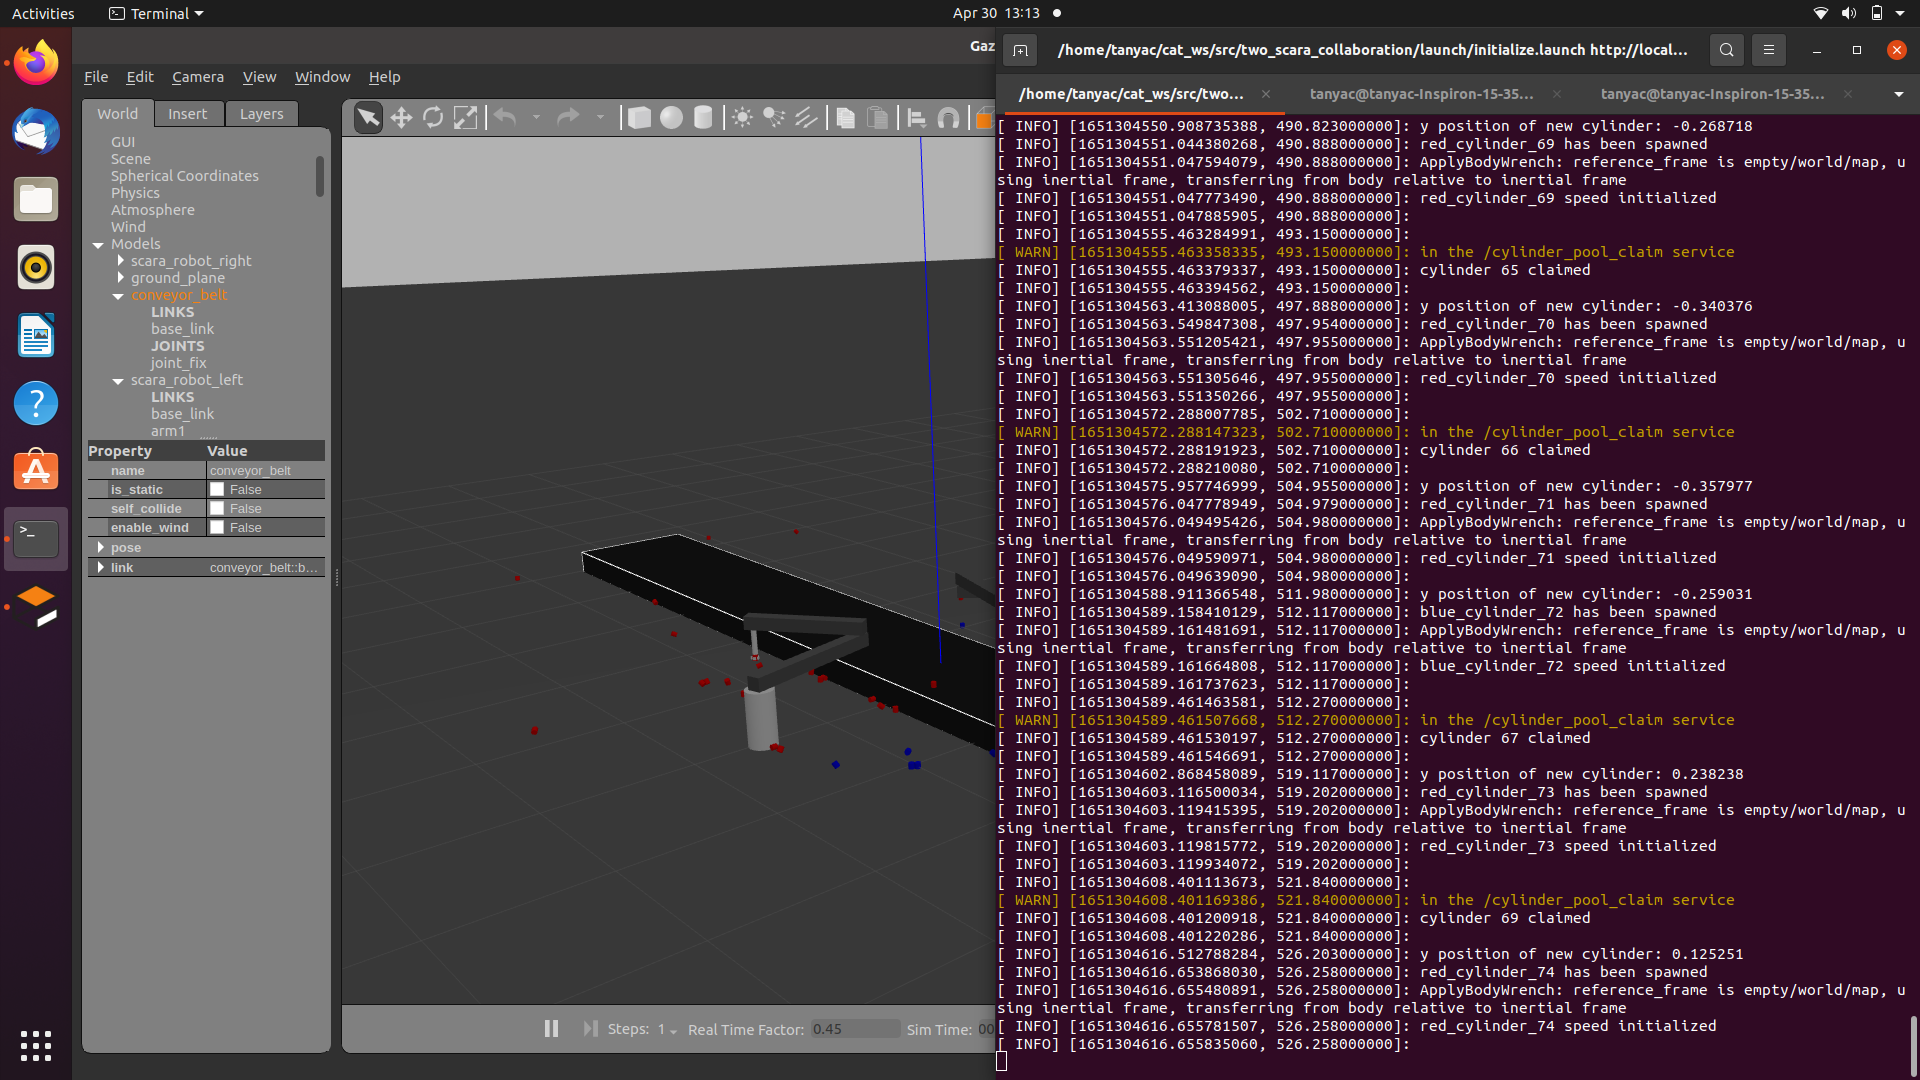 Activities
Terminal
Apr 30 13:13
Gaz
File Edit Camera View Window Help
World Insert Layers
GUI
Scene
Spherical Coordinates
Physics
Atmosphere
Wind
Models
scara_robot_right
ground_plane
conveyor_belt
LINKS
base_link
JOINTS
joint_fix
scara_robot_left
LINKS
base_link
arm1
Property Value
name conveyor_belt
is_static False
self_collide False
enable_wind False
pose
link conveyor_belt::b...
Steps: 1 Real Time Factor: 0.45 Sim Time: 00
/home/tanyac/cat_ws/src/two_scara_collaboration/launch/initialize.launch http://local...
/home/tanyac/cat_ws/src/two... tanyac@tanyac-Inspiron-15-35... tanyac@tanyac-Inspiron-15-35...
[ INFO] [1651304550.908735388, 490.823000000]: y position of new cylinder: -0.268718
[ INFO] [1651304551.044380268, 490.888000000]: red_cylinder_69 has been spawned
[ INFO] [1651304551.047594079, 490.888000000]: ApplyBodyWrench: reference_frame is empty/world/map, u
sing inertial frame, transferring from body relative to inertial frame
[ INFO] [1651304551.047773490, 490.888000000]: red_cylinder_69 speed initialized
[ INFO] [1651304551.047885905, 490.888000000]:
[ INFO] [1651304555.463284991, 493.150000000]:
[ WARN] [1651304555.463358335, 493.150000000]: in the /cylinder_pool_claim service
[ INFO] [1651304555.463379337, 493.150000000]: cylinder 65 claimed
[ INFO] [1651304555.463394562, 493.150000000]:
[ INFO] [1651304563.413088005, 497.888000000]: y position of new cylinder: -0.340376
[ INFO] [1651304563.549847308, 497.954000000]: red_cylinder_70 has been spawned
[ INFO] [1651304563.551205421, 497.955000000]: ApplyBodyWrench: reference_frame is empty/world/map, u
sing inertial frame, transferring from body relative to inertial frame
[ INFO] [1651304563.551305646, 497.955000000]: red_cylinder_70 speed initialized
[ INFO] [1651304563.551350266, 497.955000000]:
[ INFO] [1651304572.288007785, 502.710000000]:
[ WARN] [1651304572.288147323, 502.710000000]: in the /cylinder_pool_claim service
[ INFO] [1651304572.288191923, 502.710000000]: cylinder 66 claimed
[ INFO] [1651304572.288210080, 502.710000000]:
[ INFO] [1651304575.957746999, 504.955000000]: y position of new cylinder: -0.357977
[ INFO] [1651304576.047778949, 504.979000000]: red_cylinder_71 has been spawned
[ INFO] [1651304576.049495426, 504.980000000]: ApplyBodyWrench: reference_frame is empty/world/map, u
sing inertial frame, transferring from body relative to inertial frame
[ INFO] [1651304576.049590971, 504.980000000]: red_cylinder_71 speed initialized
[ INFO] [1651304576.049639090, 504.980000000]:
[ INFO] [1651304588.911366548, 511.980000000]: y position of new cylinder: -0.259031
[ INFO] [1651304589.158410129, 512.117000000]: blue_cylinder_72 has been spawned
[ INFO] [1651304589.161481691, 512.117000000]: ApplyBodyWrench: reference_frame is empty/world/map, u
sing inertial frame, transferring from body relative to inertial frame
[ INFO] [1651304589.161664808, 512.117000000]: blue_cylinder_72 speed initialized
[ INFO] [1651304589.161737623, 512.117000000]:
[ INFO] [1651304589.461463581, 512.270000000]:
[ WARN] [1651304589.461507668, 512.270000000]: in the /cylinder_pool_claim service
[ INFO] [1651304589.461530197, 512.270000000]: cylinder 67 claimed
[ INFO] [1651304589.461546691, 512.270000000]:
[ INFO] [1651304602.868458089, 519.117000000]: y position of new cylinder: 0.238238
[ INFO] [1651304603.116500034, 519.202000000]: red_cylinder_73 has been spawned
[ INFO] [1651304603.119415395, 519.202000000]: ApplyBodyWrench: reference_frame is empty/world/map, u
sing inertial frame, transferring from body relative to inertial frame
[ INFO] [1651304603.119815772, 519.202000000]: red_cylinder_73 speed initialized
[ INFO] [1651304603.119934072, 519.202000000]:
[ INFO] [1651304608.401113673, 521.840000000]:
[ WARN] [1651304608.401169386, 521.840000000]: in the /cylinder_pool_claim service
[ INFO] [1651304608.401200918, 521.840000000]: cylinder 69 claimed
[ INFO] [1651304608.401220286, 521.840000000]:
[ INFO] [1651304616.512788284, 526.203000000]: y position of new cylinder: 0.125251
[ INFO] [1651304616.653868030, 526.258000000]: red_cylinder_74 has been spawned
[ INFO] [1651304616.655480891, 526.258000000]: ApplyBodyWrench: reference_frame is empty/world/map, u
sing inertial frame, transferring from body relative to inertial frame
[ INFO] [1651304616.655781507, 526.258000000]: red_cylinder_74 speed initialized
[ INFO] [1651304616.655835060, 526.258000000]: